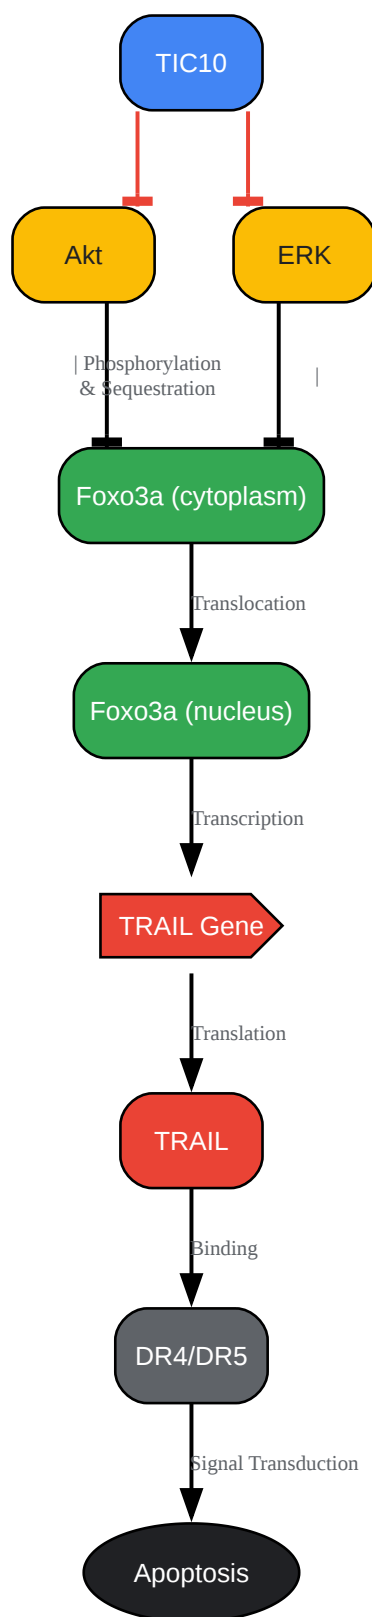 TIC10
Akt
ERK
| Phosphorylation
& Sequestration
|
Foxo3a (cytoplasm)
Translocation
Foxo3a (nucleus)
Transcription
TRAIL Gene
Translation
TRAIL
Binding
DR4/DR5
Signal Transduction
Apoptosis